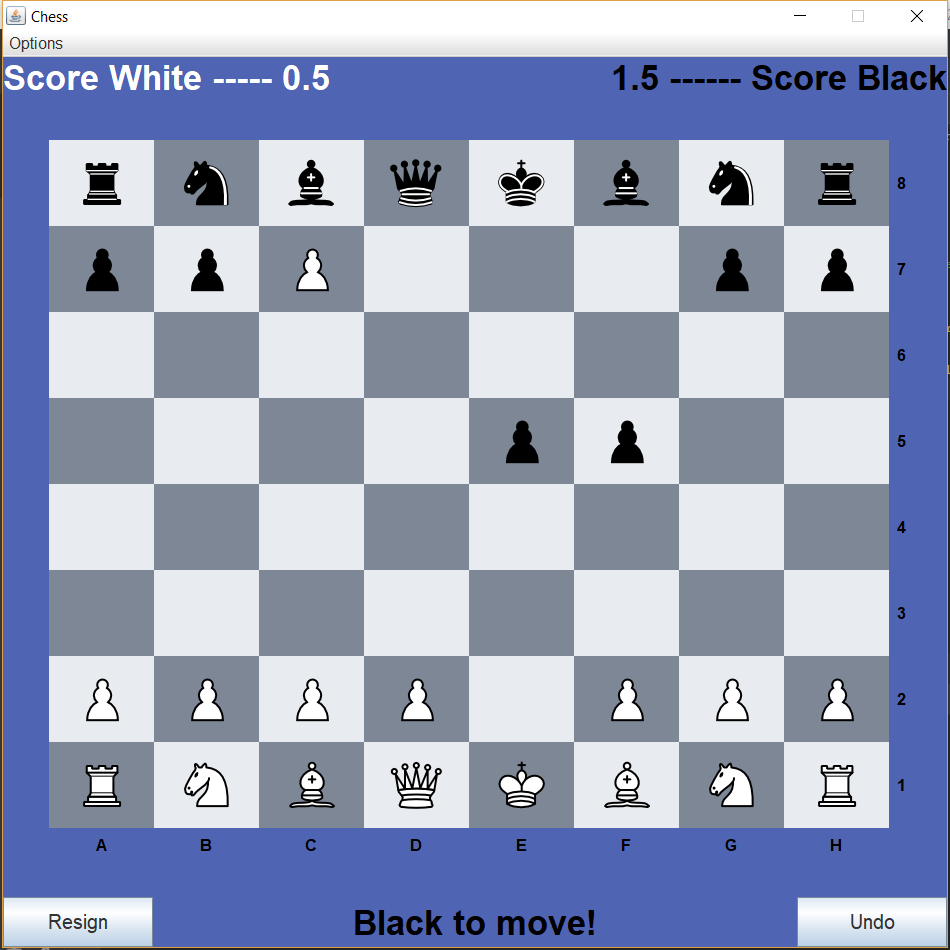 Chess
Options
Score White ----- 0.5
1.5 ------ Score Black
8
7
6
5
4
3
2
1
A B C D E F G H
Resign
Black to move!
Undo